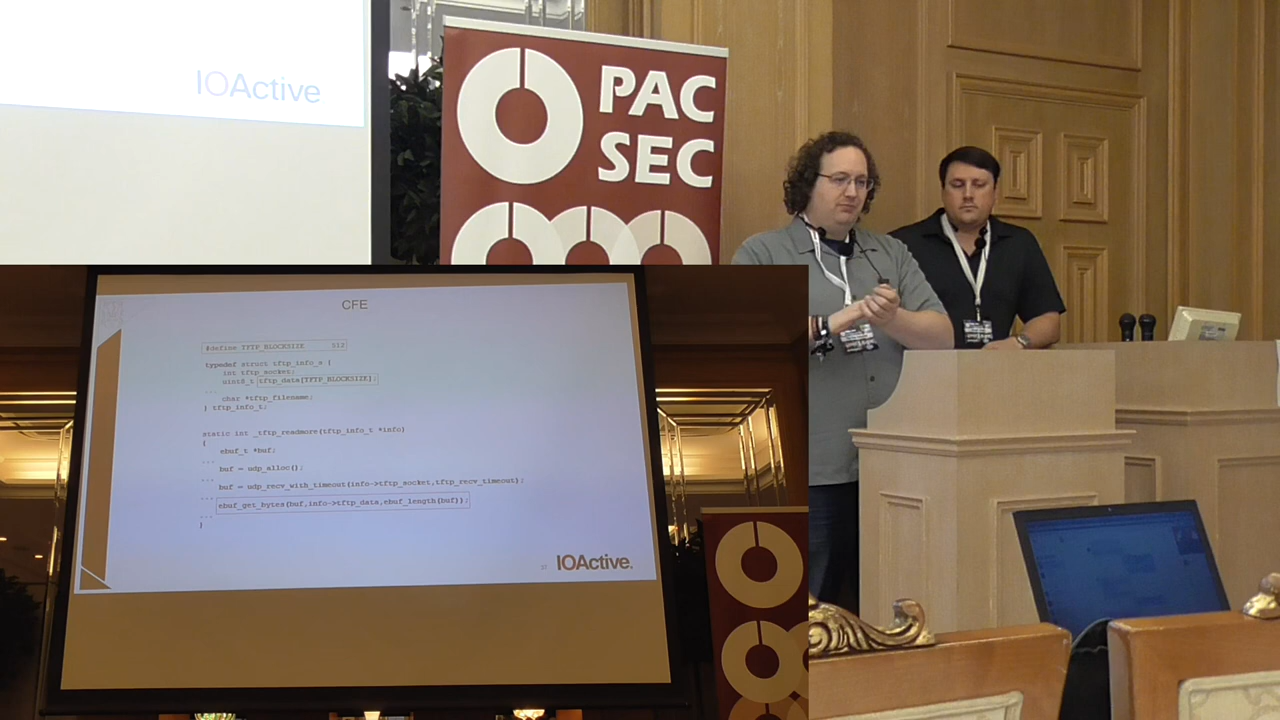 IOActive
PAC
SEC
CFE
#define TFTP_BLOCKSIZE 512
typedef struct tftp_info_s {
int tftp_socket;
uint8_t tftp_data[TFTP_BLOCKSIZE];
...
char *tftp_filename;
} tftp_info_t;
static int _tftp_readmore(tftp_info_t *info)
{
ebuf_t *buf;
...
buf = udp_alloc();
...
buf = udp_recv_with_timeout(info->tftp_socket,tftp_recv_timeout);
...
ebuf_get_bytes(buf,info->tftp_data,ebuf_length(buf));
...
}
IOActive.